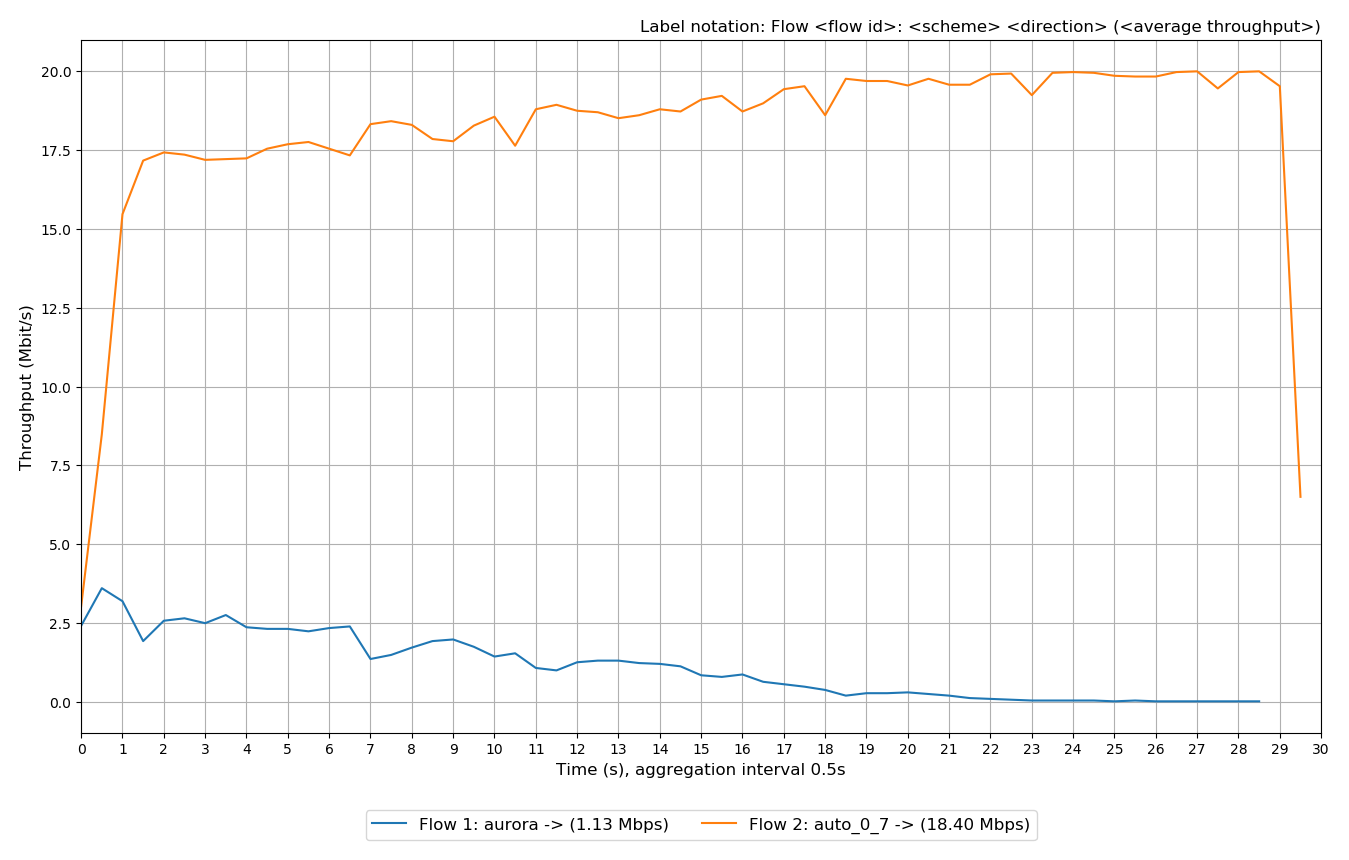 Label notation: Flow <flow id>: <scheme> <direction> (<average throughput>)
20.0
17.5
15.0
12.5
10.0
7.5
5.0
2.5
0.0
Throughput (Mbit/s)
0 1 2 3 4 5 6 7 8 9 10 11 12 13 14 15 16 17 18 19 20 21 22 23 24 25 26 27 28 29 30
Time (s), aggregation interval 0.5s
Flow 1: aurora -> (1.13 Mbps) Flow 2: auto_0_7 -> (18.40 Mbps)